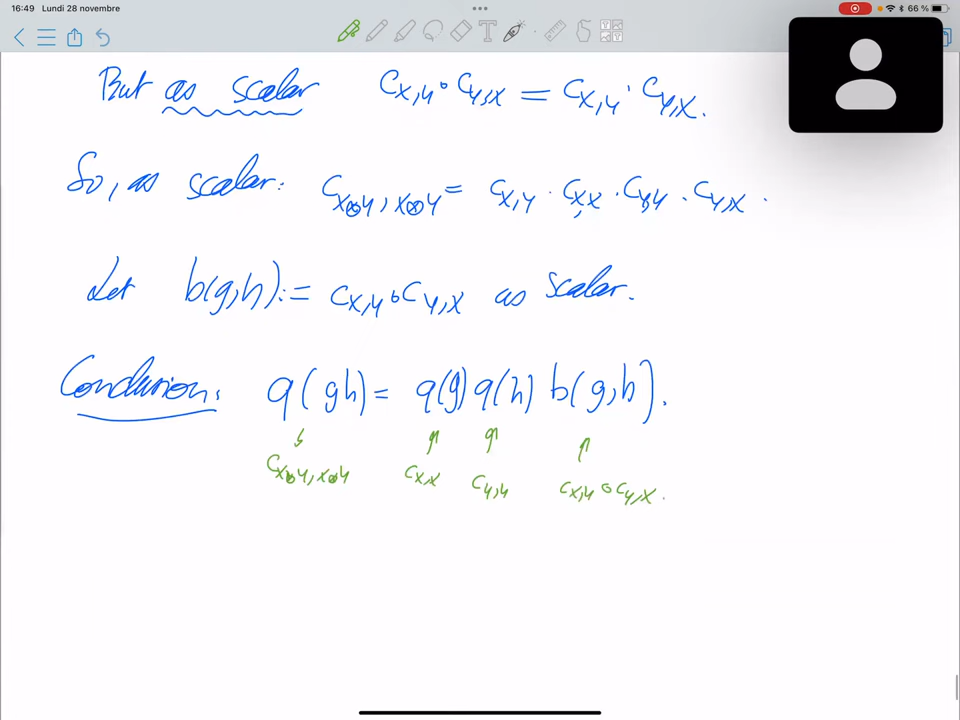 16:49 Lundi 28 novembre
66 %
But as scalar c_{X,Y} ∘ c_{Y,X} = c_{X,Y} · c_{Y,X}.
So, as scalar: c_{X⊗Y, X⊗Y} = c_{X,Y} · c_{X,X} · c_{Y,Y} · c_{Y,X}.
Let b(g,h) := c_{X,Y} ∘ c_{Y,X} as scalar.
Conclusion: q(gh) = q(g) q(h) b(g,h).
c_{X⊗Y, X⊗Y} c_{X,X} c_{Y,Y} c_{X,Y} ∘ c_{Y,X}.